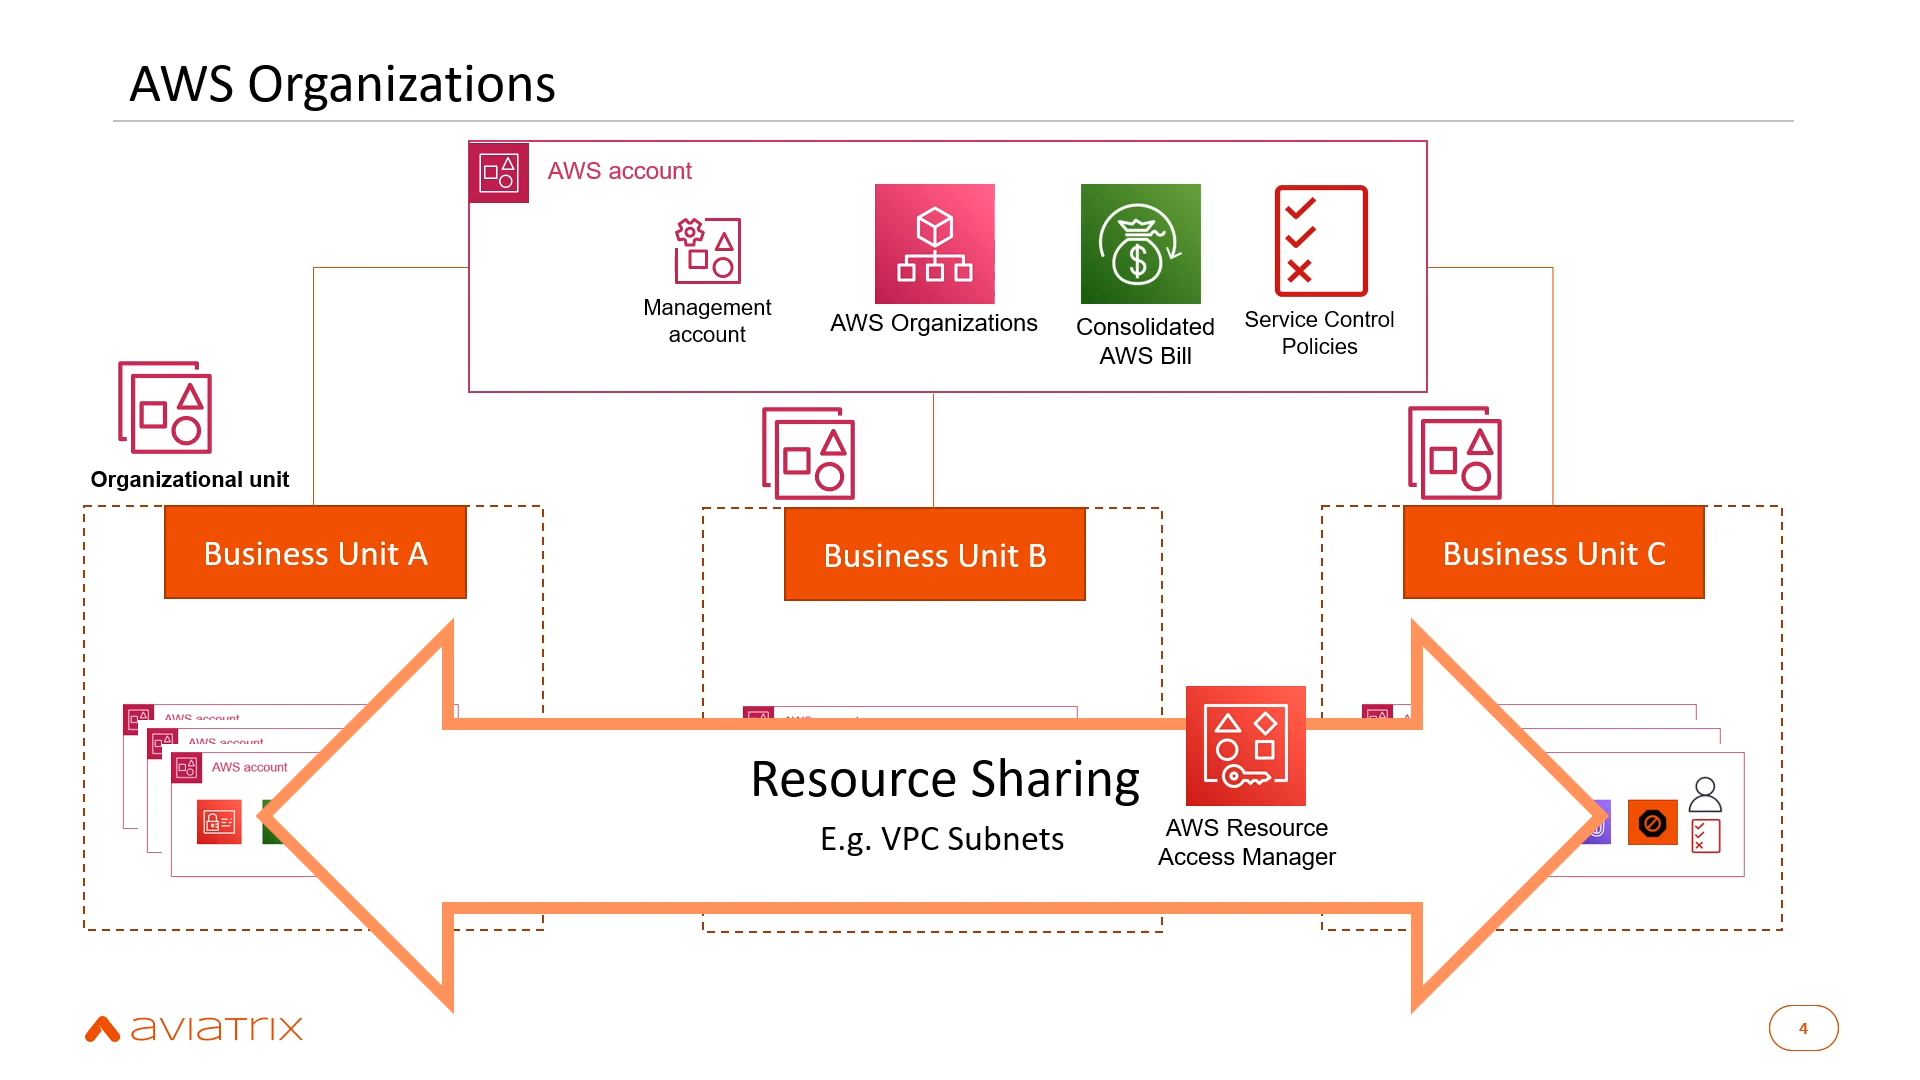 AWS Organizations
AWS account
Management
account
AWS Organizations
Consolidated
AWS Bill
Service Control
Policies
Organizational unit
Business Unit A
Business Unit B
Business Unit C
AWS account
AWS account
AWS account
Resource Sharing
E.g. VPC Subnets
AWS Resource
Access Manager
aviatrix
4